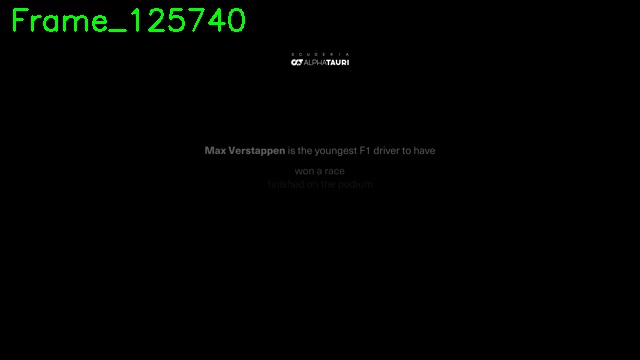 Frame_125740
SCUDERIA
ALPHATAURI
Max Verstappen is the youngest F1 driver to have
won a race
finished on the podium